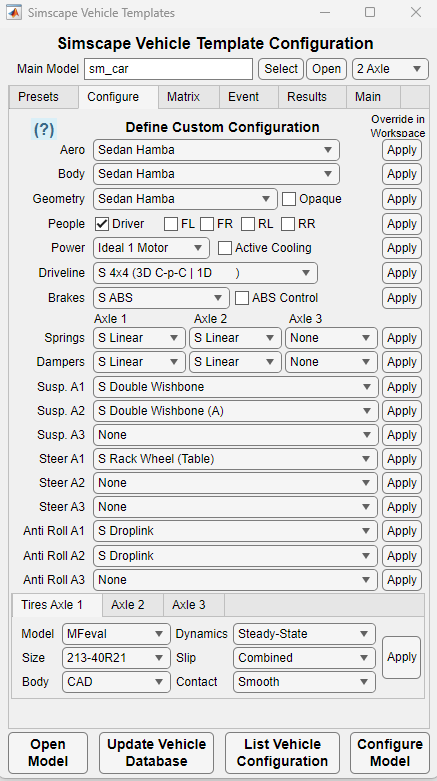 Simscape Vehicle Templates
Simscape Vehicle Template Configuration
Main Model sm_car Select Open 2 Axle
Presets Configure Matrix Event Results Main
(?) Define Custom Configuration Override in Workspace
Aero Sedan Hamba Apply
Body Sedan Hamba Apply
Geometry Sedan Hamba Opaque Apply
People Driver FL FR RL RR Apply
Power Ideal 1 Motor Active Cooling Apply
Driveline S 4x4 (3D C-p-C | 1D ) Apply
Brakes S ABS ABS Control Apply
Axle 1 Axle 2 Axle 3
Springs S Linear S Linear None Apply
Dampers S Linear S Linear None Apply
Susp. A1 S Double Wishbone Apply
Susp. A2 S Double Wishbone (A) Apply
Susp. A3 None Apply
Steer A1 S Rack Wheel (Table) Apply
Steer A2 None Apply
Steer A3 None Apply
Anti Roll A1 S Droplink Apply
Anti Roll A2 S Droplink Apply
Anti Roll A3 None Apply
Tires Axle 1 Axle 2 Axle 3
Model MFeval Dynamics Steady-State
Size 213-40R21 Slip Combined Apply
Body CAD Contact Smooth
Open Model Update Vehicle Database List Vehicle Configuration Configure Model